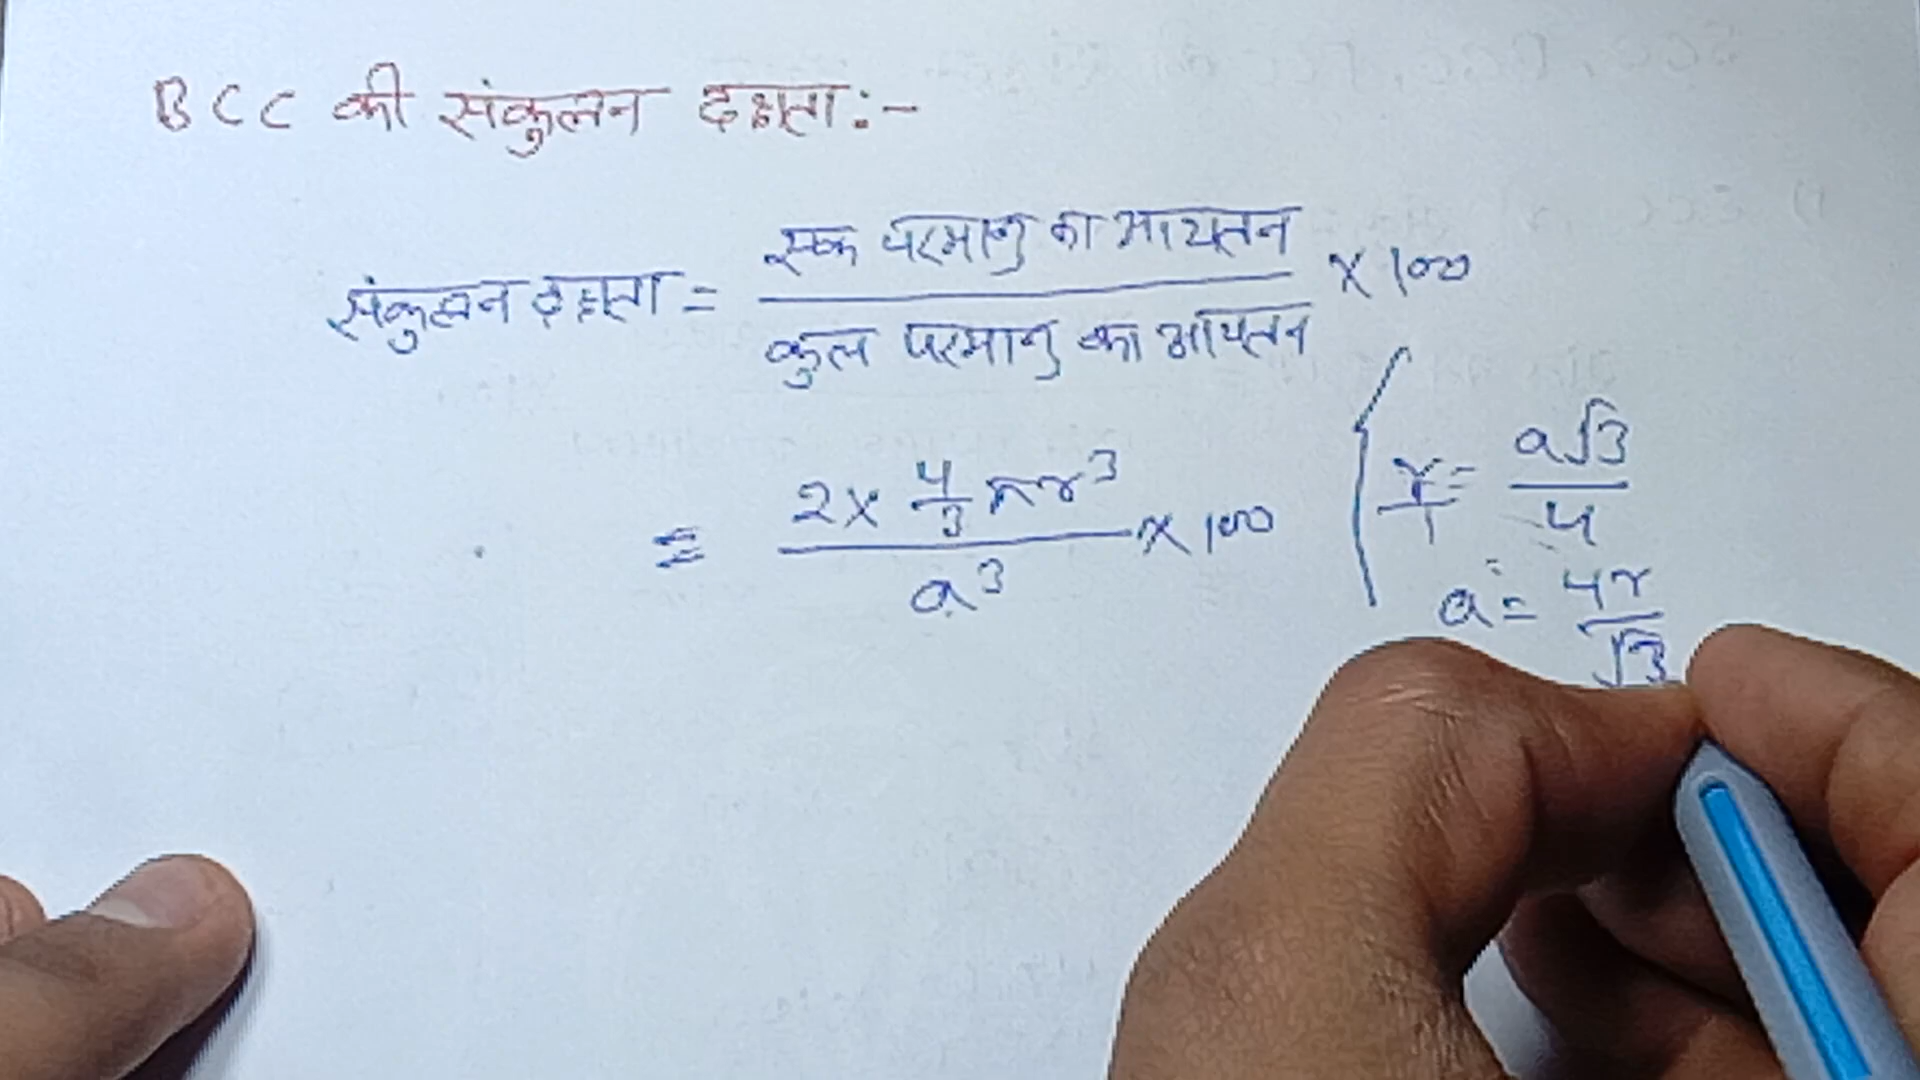 BCC की संकुलन दक्षता:-
संकुलन दक्षता = एक परमाणु का आयतन / कुल परमाणु का आयतन × 100
= 2 × 4/3 πr³ / a³ × 100
r/1 = a√3 / 4
a = 4r / √3